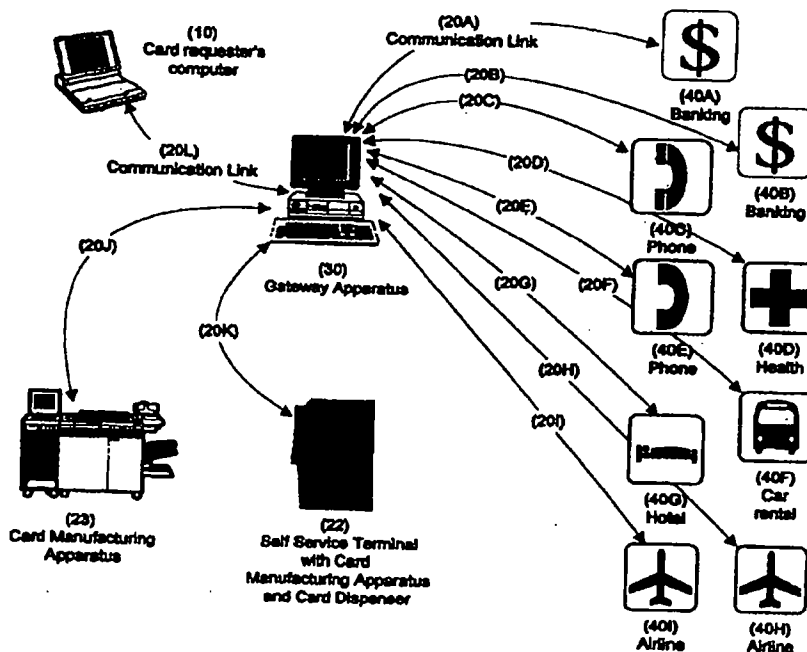 (10)
Card requester's
computer
(20A)
Communication Link
(20B)
(20C)
$
(40A)
Banking
(20L)
Communication Link
(20D)
$
(40B)
Banking
(20E)
(40C)
Phone
(20J)
(30)
Gateway Apparatus
(20G)
(20F)
(20K)
(40E)
Phone
(40D)
Health
(20H)
(20I)
(23)
Card Manufacturing
Apparatus
(22)
Self Service Terminal
with Card
Manufacturing Apparatus
and Card Dispenser
(40G)
Hotel
(40F)
Car
rental
(40I)
Airline
(40H)
Airline